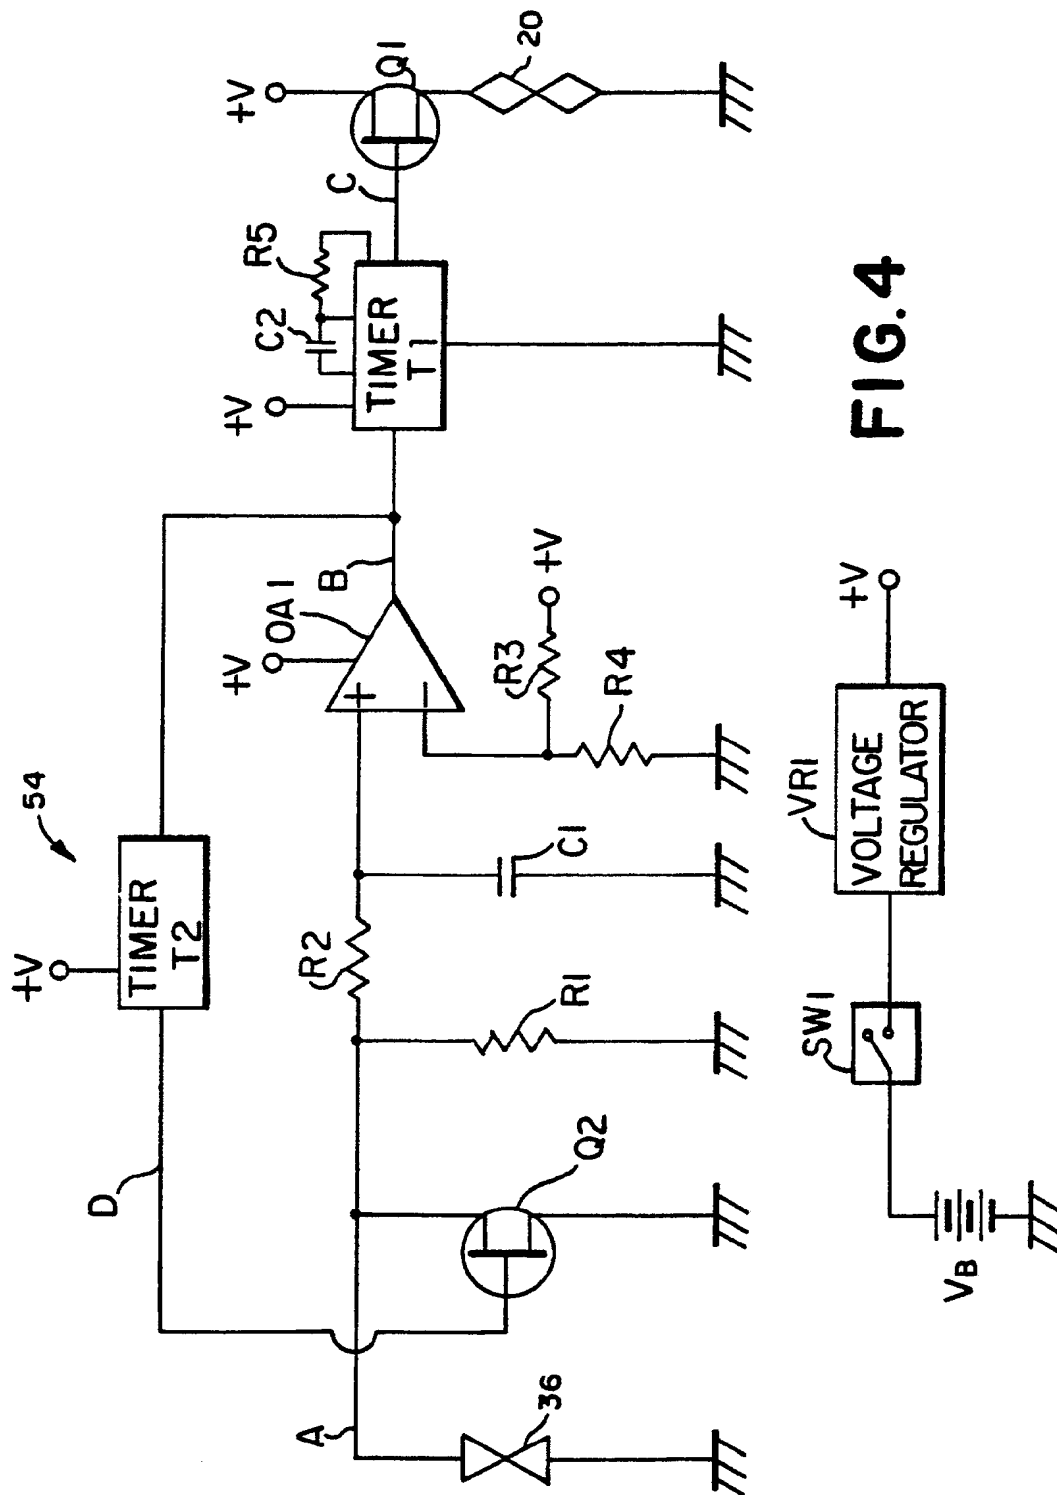 54
+V
TIMER
T2
D
+V
OA1
B
+V
C2
R5
TIMER
T1
C
+V
Q1
20
A
36
Q2
R1
R2
C1
+
−
R3
+V
R4
VB
SW1
VR1
VOLTAGE
REGULATOR
+V
FIG.4